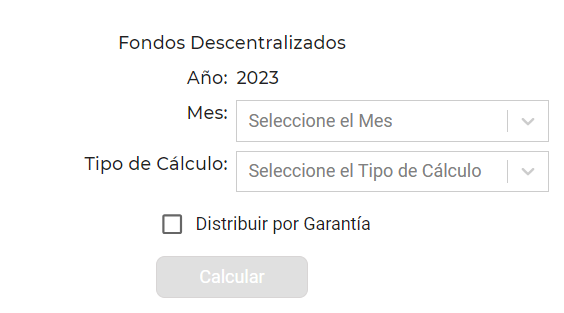 Fondos Descentralizados
Año: 2023
Mes: Seleccione el Mes
Tipo de Cálculo: Seleccione el Tipo de Cálculo
Distribuir por Garantía
Calcular